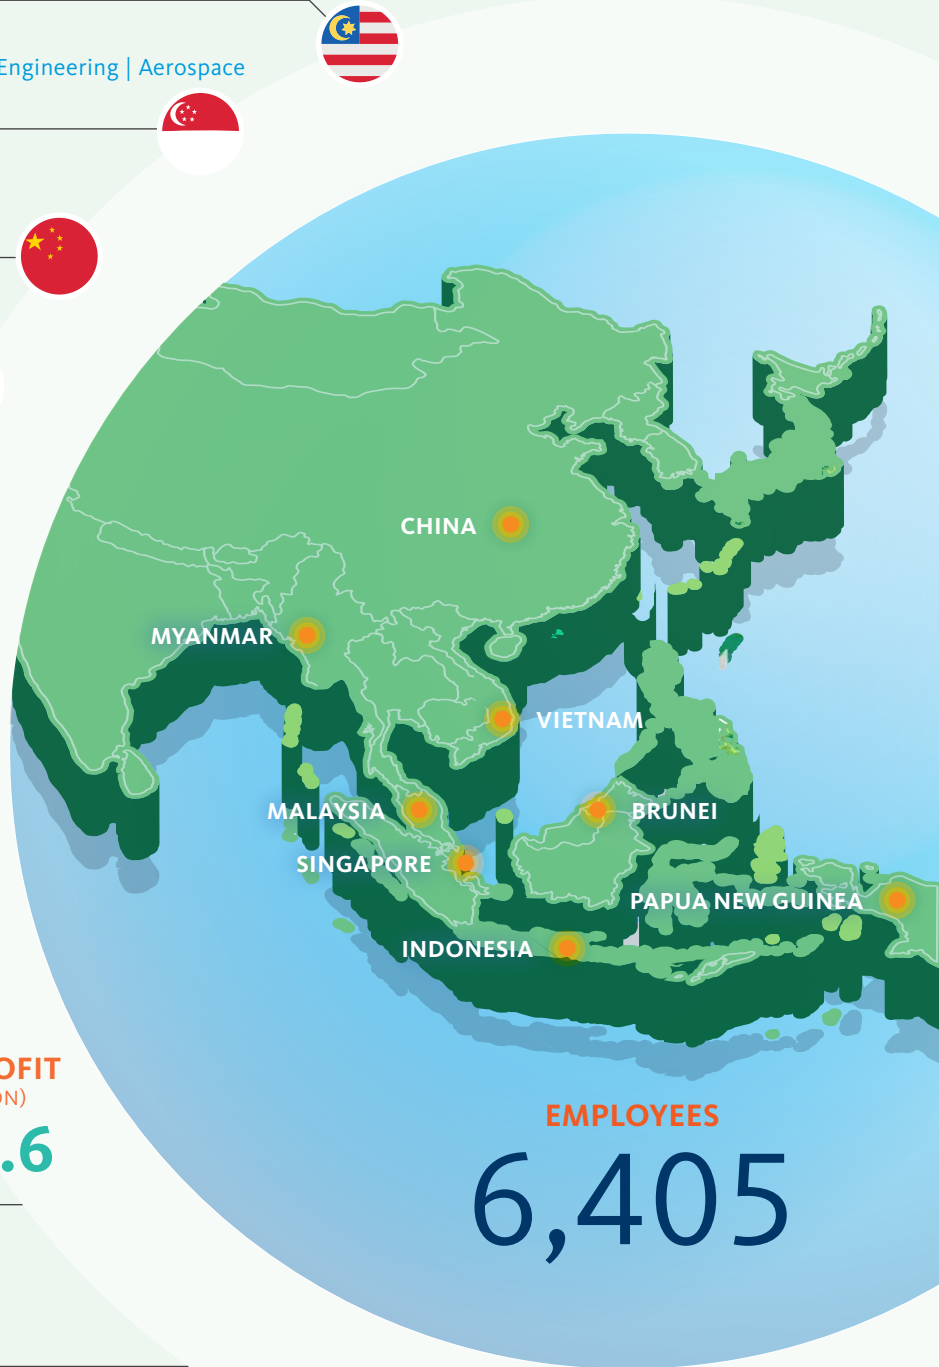 Engineering | Aerospace
CHINA
MYANMAR
VIETNAM
MALAYSIA
BRUNEI
SINGAPORE
PAPUA NEW GUINEA
INDONESIA
OFIT
ON)
.6
EMPLOYEES
6,405